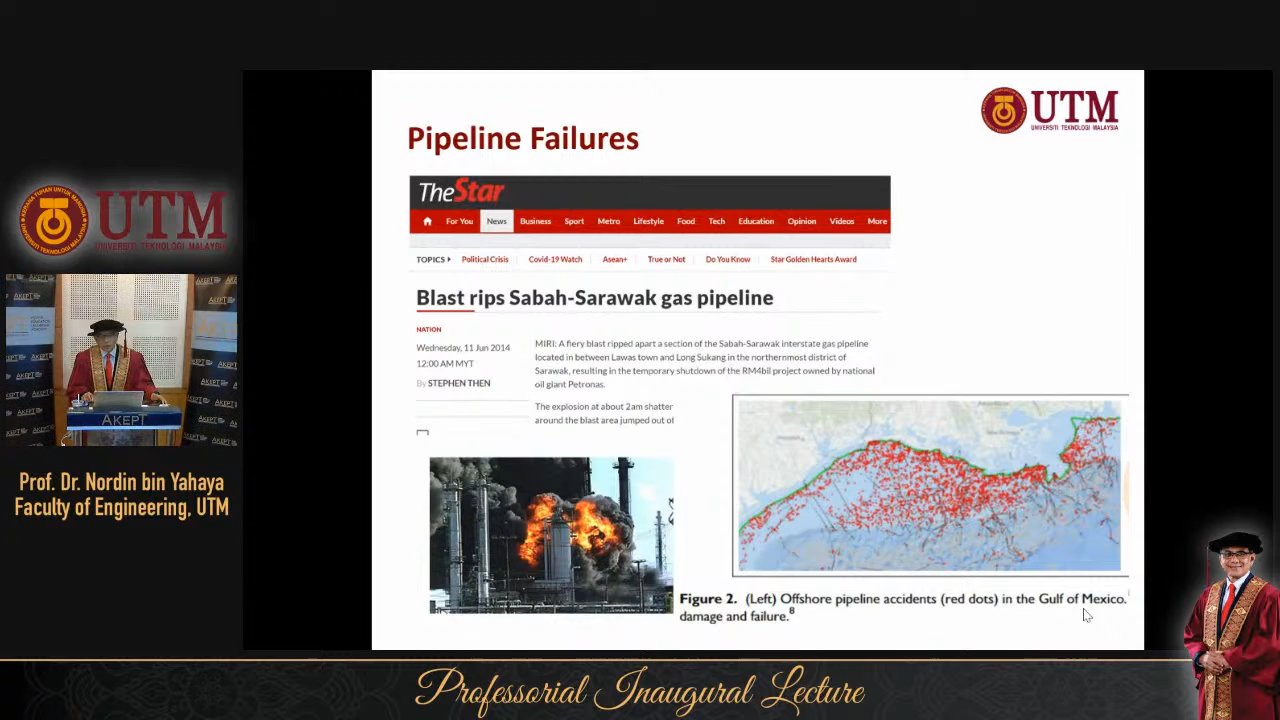 UTM
UNIVERSITI TEKNOLOGI MALAYSIA
Pipeline Failures
TheStar
For You News Business Sport Metro Lifestyle Food Tech Education Opinion Videos More
TOPICS Political Crisis Covid-19 Watch Asean+ True or Not Do You Know Star Golden Hearts Award
Blast rips Sabah-Sarawak gas pipeline
NATION
Wednesday, 11 Jun 2014
12:00 AM MYT
By STEPHEN THEN
MIRI: A fiery blast ripped apart a section of the Sabah-Sarawak interstate gas pipeline
located in between Lawas town and Long Sukang in the northernmost district of
Sarawak, resulting in the temporary shutdown of the RM4bil project owned by national
oil giant Petronas.
The explosion at about 2am shatter
around the blast area jumped out of
Figure 2. (Left) Offshore pipeline accidents (red dots) in the Gulf of Mexico.
damage and failure.8
UTM
UNIVERSITI TEKNOLOGI MALAYSIA
AKEPT
Prof. Dr. Nordin bin Yahaya
Faculty of Engineering, UTM
Professorial Inaugural Lecture